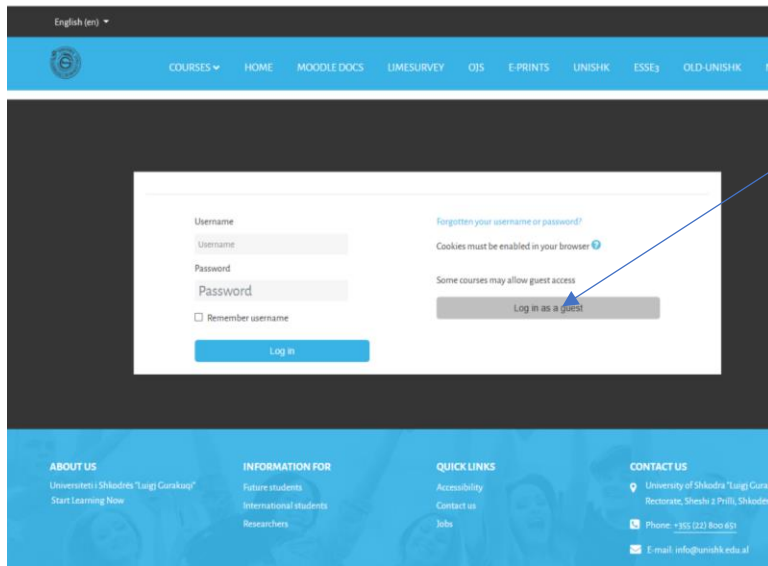 English (en)
COURSES HOME MOODLE DOCS LIMESURVEY OJS E-PRINTS UNISHK ESSE3 OLD-UNISHK
Username
Username
Password
Password
Remember username
Log in
Forgotten your username or password?
Cookies must be enabled in your browser
Some courses may allow guest access
Log in as a guest
ABOUT US
Universiteti i Shkodrës "Luigj Gurakuqi"
Start Learning Now
INFORMATION FOR
Future students
International students
Researchers
QUICK LINKS
Accessibility
Contact us
Jobs
CONTACT US
University of Shkodra "Luigj
Rectorate, Sheshi 2 Prilli,
Phone: +355 (22) 800 651
E-mail: info@unishk.edu.al